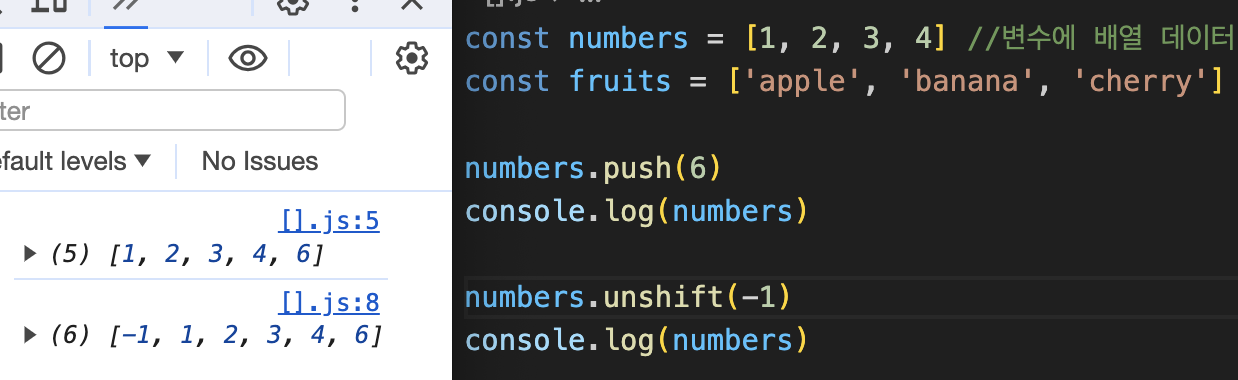 top
ter
efault levels
No Issues
[].js:5
(5) [1, 2, 3, 4, 6]
[].js:8
(6) [-1, 1, 2, 3, 4, 6]
const numbers = [1, 2, 3, 4] //변수에 배열 데이터
const fruits = ['apple', 'banana', 'cherry']
numbers.push(6)
console.log(numbers)
numbers.unshift(-1)
console.log(numbers)